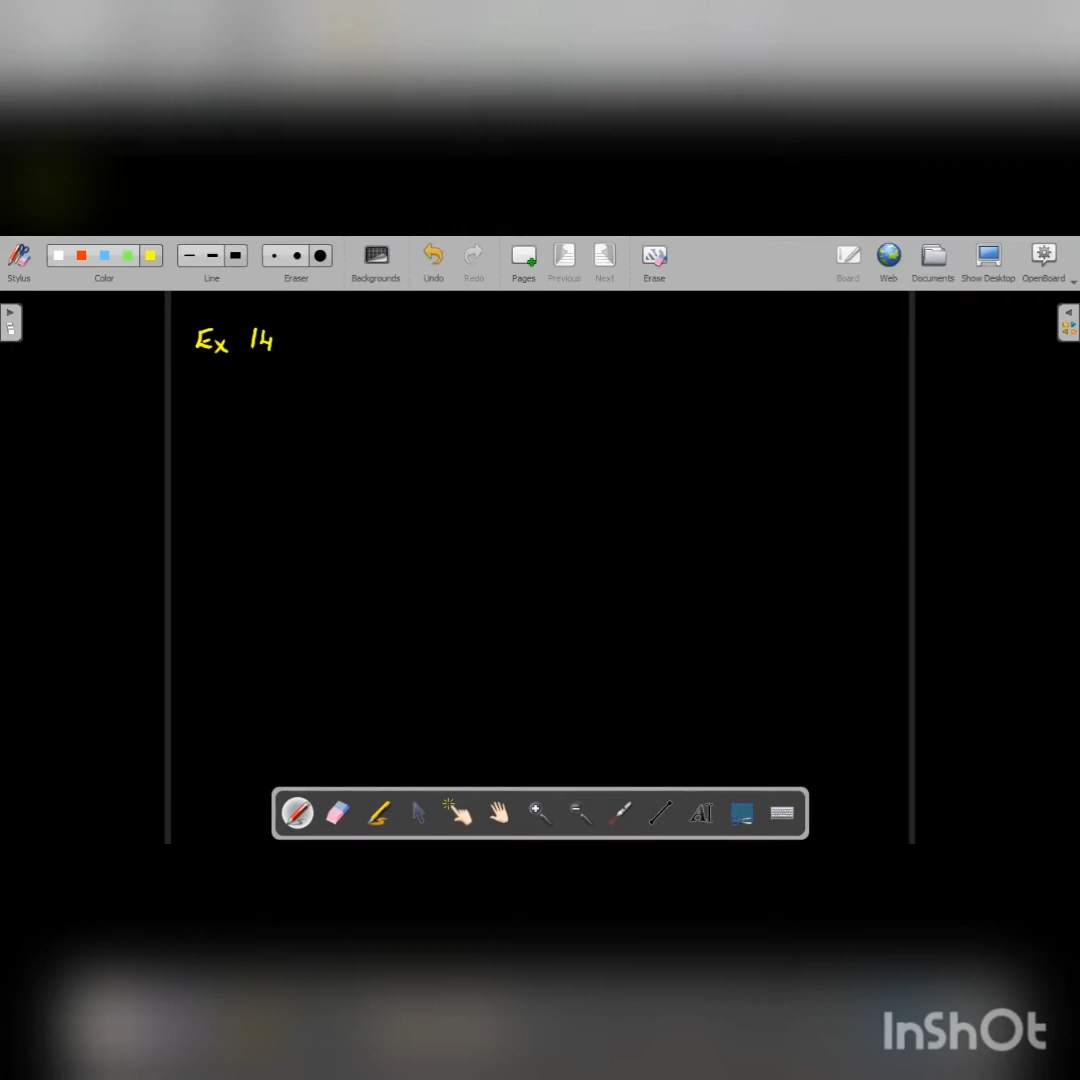 Stylus Color Line Eraser Backgrounds Undo Redo Pages Previous Next Erase Board Web Documents Show Desktop OpenBoard
Ex 14
AI
InShOt